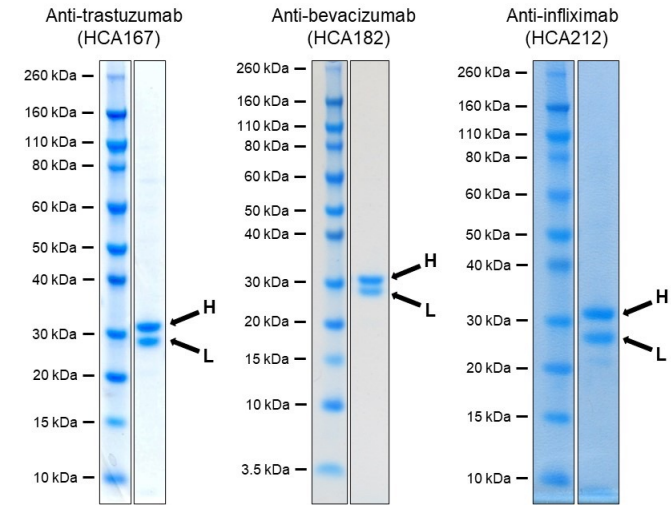 Anti-trastuzumab
(HCA167)
260 kDa
160 kDa
110 kDa
80 kDa
60 kDa
50 kDa
40 kDa
30 kDa
20 kDa
15 kDa
10 kDa
H
L
Anti-bevacizumab
(HCA182)
260 kDa
160 kDa
110 kDa
80 kDa
60 kDa
50 kDa
40 kDa
30 kDa
20 kDa
15 kDa
10 kDa
3.5 kDa
H
L
Anti-infliximab
(HCA212)
260 kDa
160 kDa
110 kDa
80 kDa
60 kDa
50 kDa
40 kDa
30 kDa
20 kDa
15 kDa
10 kDa
H
L